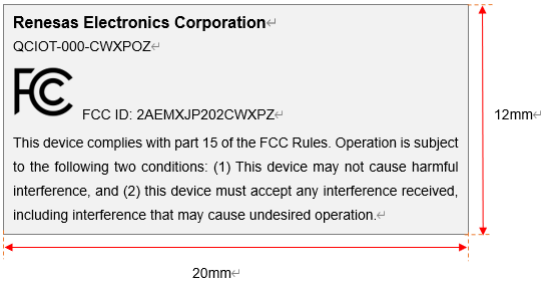 Renesas Electronics Corporation
QCIOT-000-CWXPOZ
FC FCC ID: 2AEMXJP202CWXPZ
This device complies with part 15 of the FCC Rules. Operation is subject
to the following two conditions: (1) This device may not cause harmful
interference, and (2) this device must accept any interference received,
including interference that may cause undesired operation.
12mm
20mm